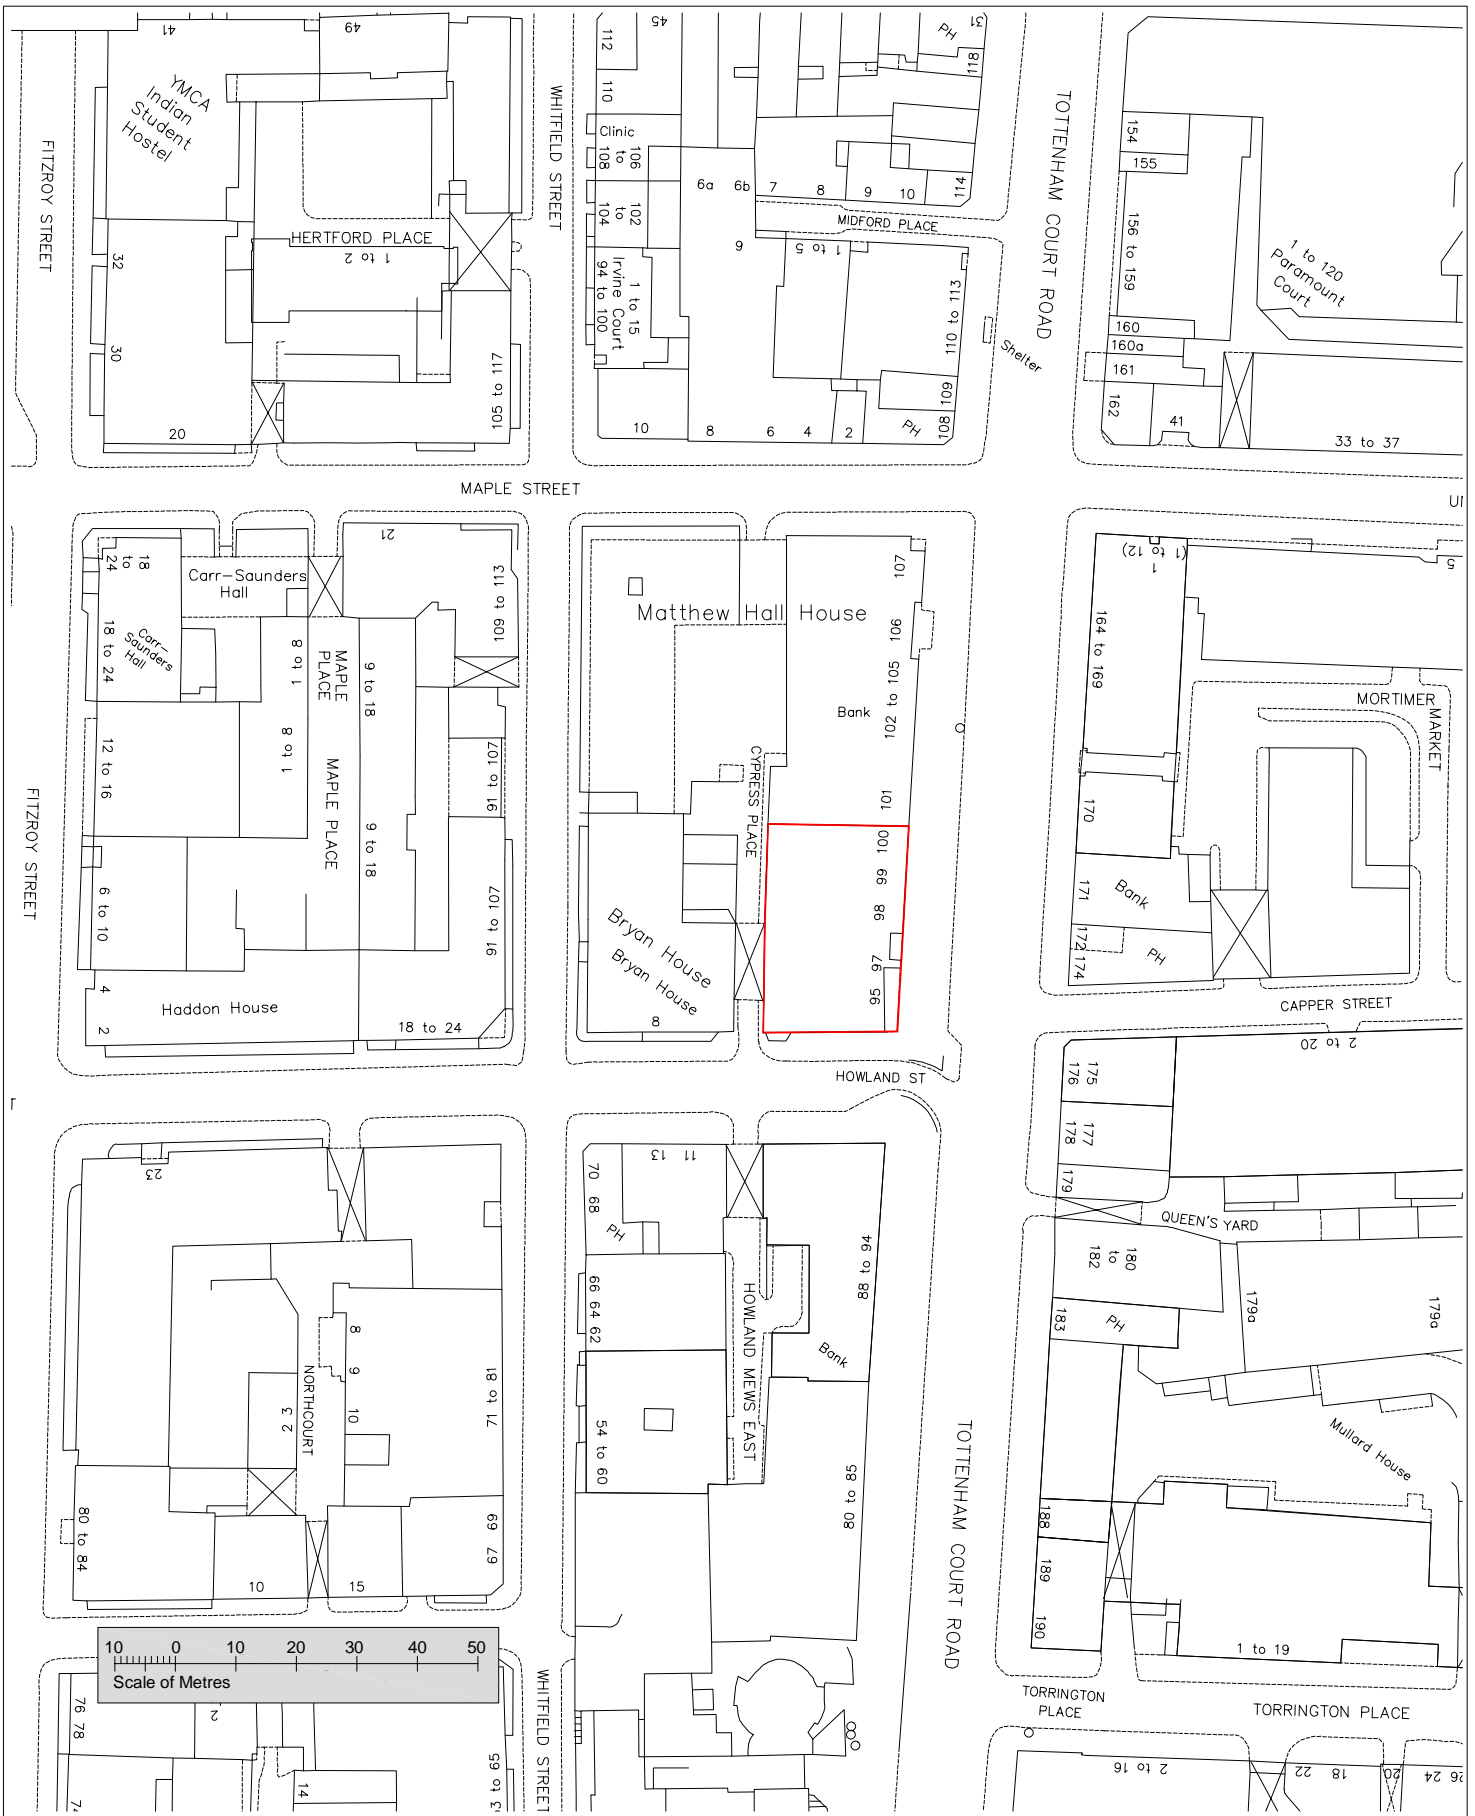 41
49
45
112
110
PH
31
118
YMCA
Indian
Student
Hostel
WHITFIELD STREET
Clinic
106
to
108
102
to
104
6a
6b
7
8
9
10
114
TOTTENHAM COURT ROAD
154
155
156 to 159
1 to 120
Paramount
Court
FITZROY STREET
HERTFORD PLACE
1 to 2
MIDFORD PLACE
6
1 to 5
32
30
1 to 15
Irvine Court
94 to 100
110 to 113
Shelter
160
160a
161
162
41
33 to 37
105 to 117
109
108
PH
20
10
8
6
4
2
MAPLE STREET
21
18
to
24
Carr-Saunders
Hall
109 to 113
18 to 24
Carr-
Saunders
Hall
1 to 8
MAPLE
PLACE
9 to 18
Matthew Hall House
107
106
102 to 105
Bank
101
1
(1 to 12)
5
164 to 169
MORTIMER
MARKET
12 to 16
1 to 8
MAPLE PLACE
9 to 18
91 to 107
CYPRESS PLACE
170
FITZROY STREET
6 to 10
91 to 107
100
99
98
97
95
171
Bank
172
174
PH
Bryan House
Bryan House
8
4
2
Haddon House
18 to 24
CAPPER STREET
HOWLAND ST
2 to 20
175
176
177
178
179
23
11
13
70
68
PH
QUEEN'S YARD
180
to
182
179a
179a
88 to 94
66
64
62
HOWLAND MEWS EAST
183
PH
Bank
8
9
10
NORTHCOURT
2 3
71 to 81
54 to 60
80 to 85
TOTTENHAM COURT ROAD
Mullard House
80 to 84
69
67
10
15
188
189
190
1 to 19
10
0
10
20
30
40
50
Scale of Metres
WHITFIELD STREET
TORRINGTON
PLACE
TORRINGTON PLACE
76
78
2
14
2 to 16
22
18
20
24
26